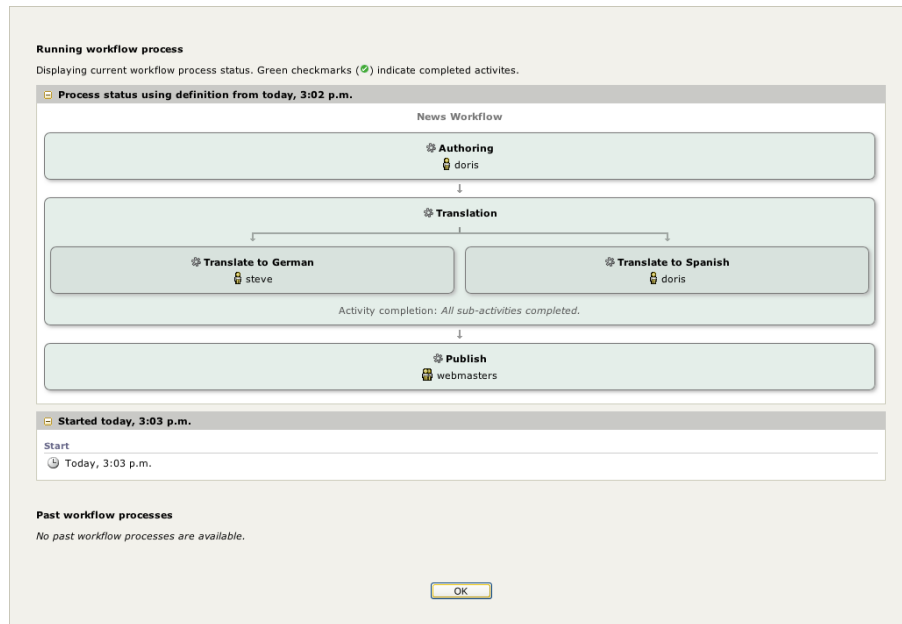 Running workflow process
Displaying current workflow process status. Green checkmarks ( ) indicate completed activites.
Process status using definition from today, 3:02 p.m.
News Workflow
Authoring
doris
Translation
Translate to German
Translate to Spanish
steve
doris
Activity completion: All sub-activities completed.
Publish
webmasters
Started today, 3:03 p.m.
Start
Today, 3:03 p.m.
Past workflow processes
No past workflow processes are available.
OK